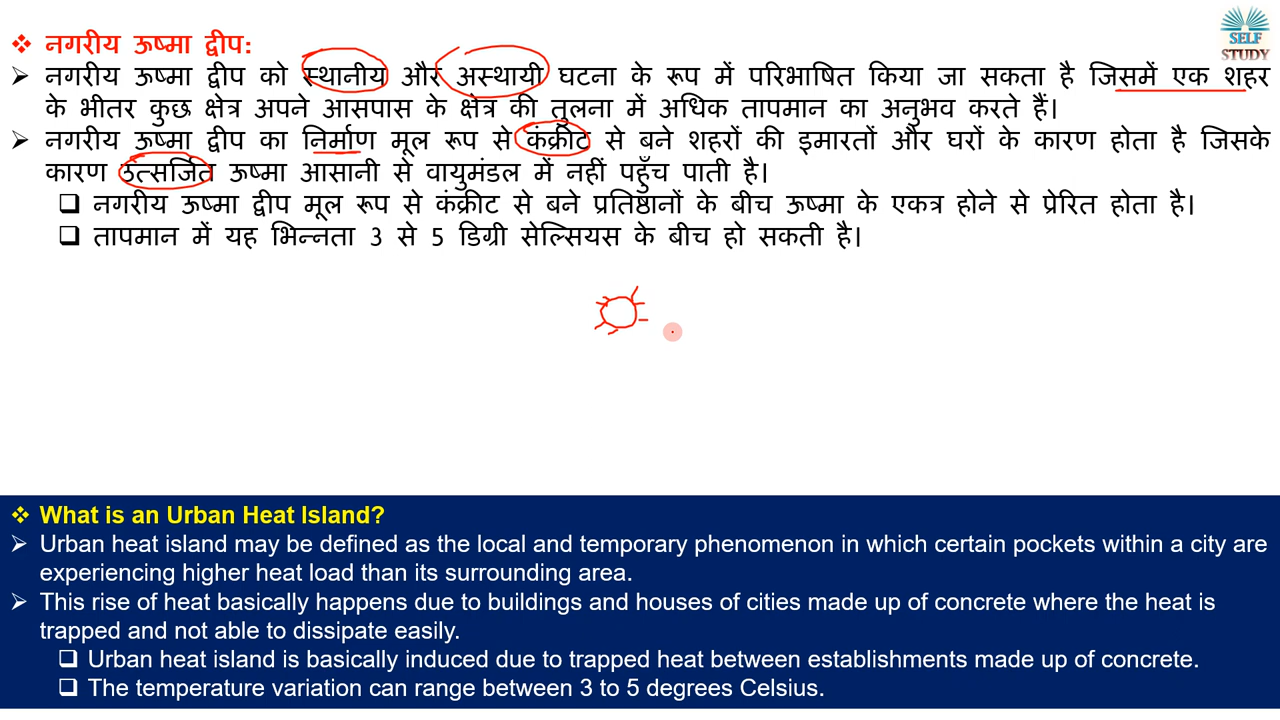 SELF
STUDY
❖ नगरीय ऊष्मा द्वीप:
➢ नगरीय ऊष्मा द्वीप को स्थानीय और अस्थायी घटना के रूप में परिभाषित किया जा सकता है जिसमें एक शहर
के भीतर कुछ क्षेत्र अपने आसपास के क्षेत्र की तुलना में अधिक तापमान का अनुभव करते हैं।
➢ नगरीय ऊष्मा द्वीप का निर्माण मूल रूप से कंक्रीट से बने शहरों की इमारतों और घरों के कारण होता है जिसके
कारण उत्सर्जित ऊष्मा आसानी से वायुमंडल में नहीं पहुँच पाती है।
❑ नगरीय ऊष्मा द्वीप मूल रूप से कंक्रीट से बने प्रतिष्ठानों के बीच ऊष्मा के एकत्र होने से प्रेरित होता है।
❑ तापमान में यह भिन्नता 3 से 5 डिग्री सेल्सियस के बीच हो सकती है।
❖ What is an Urban Heat Island?
➢ Urban heat island may be defined as the local and temporary phenomenon in which certain pockets within a city are
experiencing higher heat load than its surrounding area.
➢ This rise of heat basically happens due to buildings and houses of cities made up of concrete where the heat is
trapped and not able to dissipate easily.
❑ Urban heat island is basically induced due to trapped heat between establishments made up of concrete.
❑ The temperature variation can range between 3 to 5 degrees Celsius.